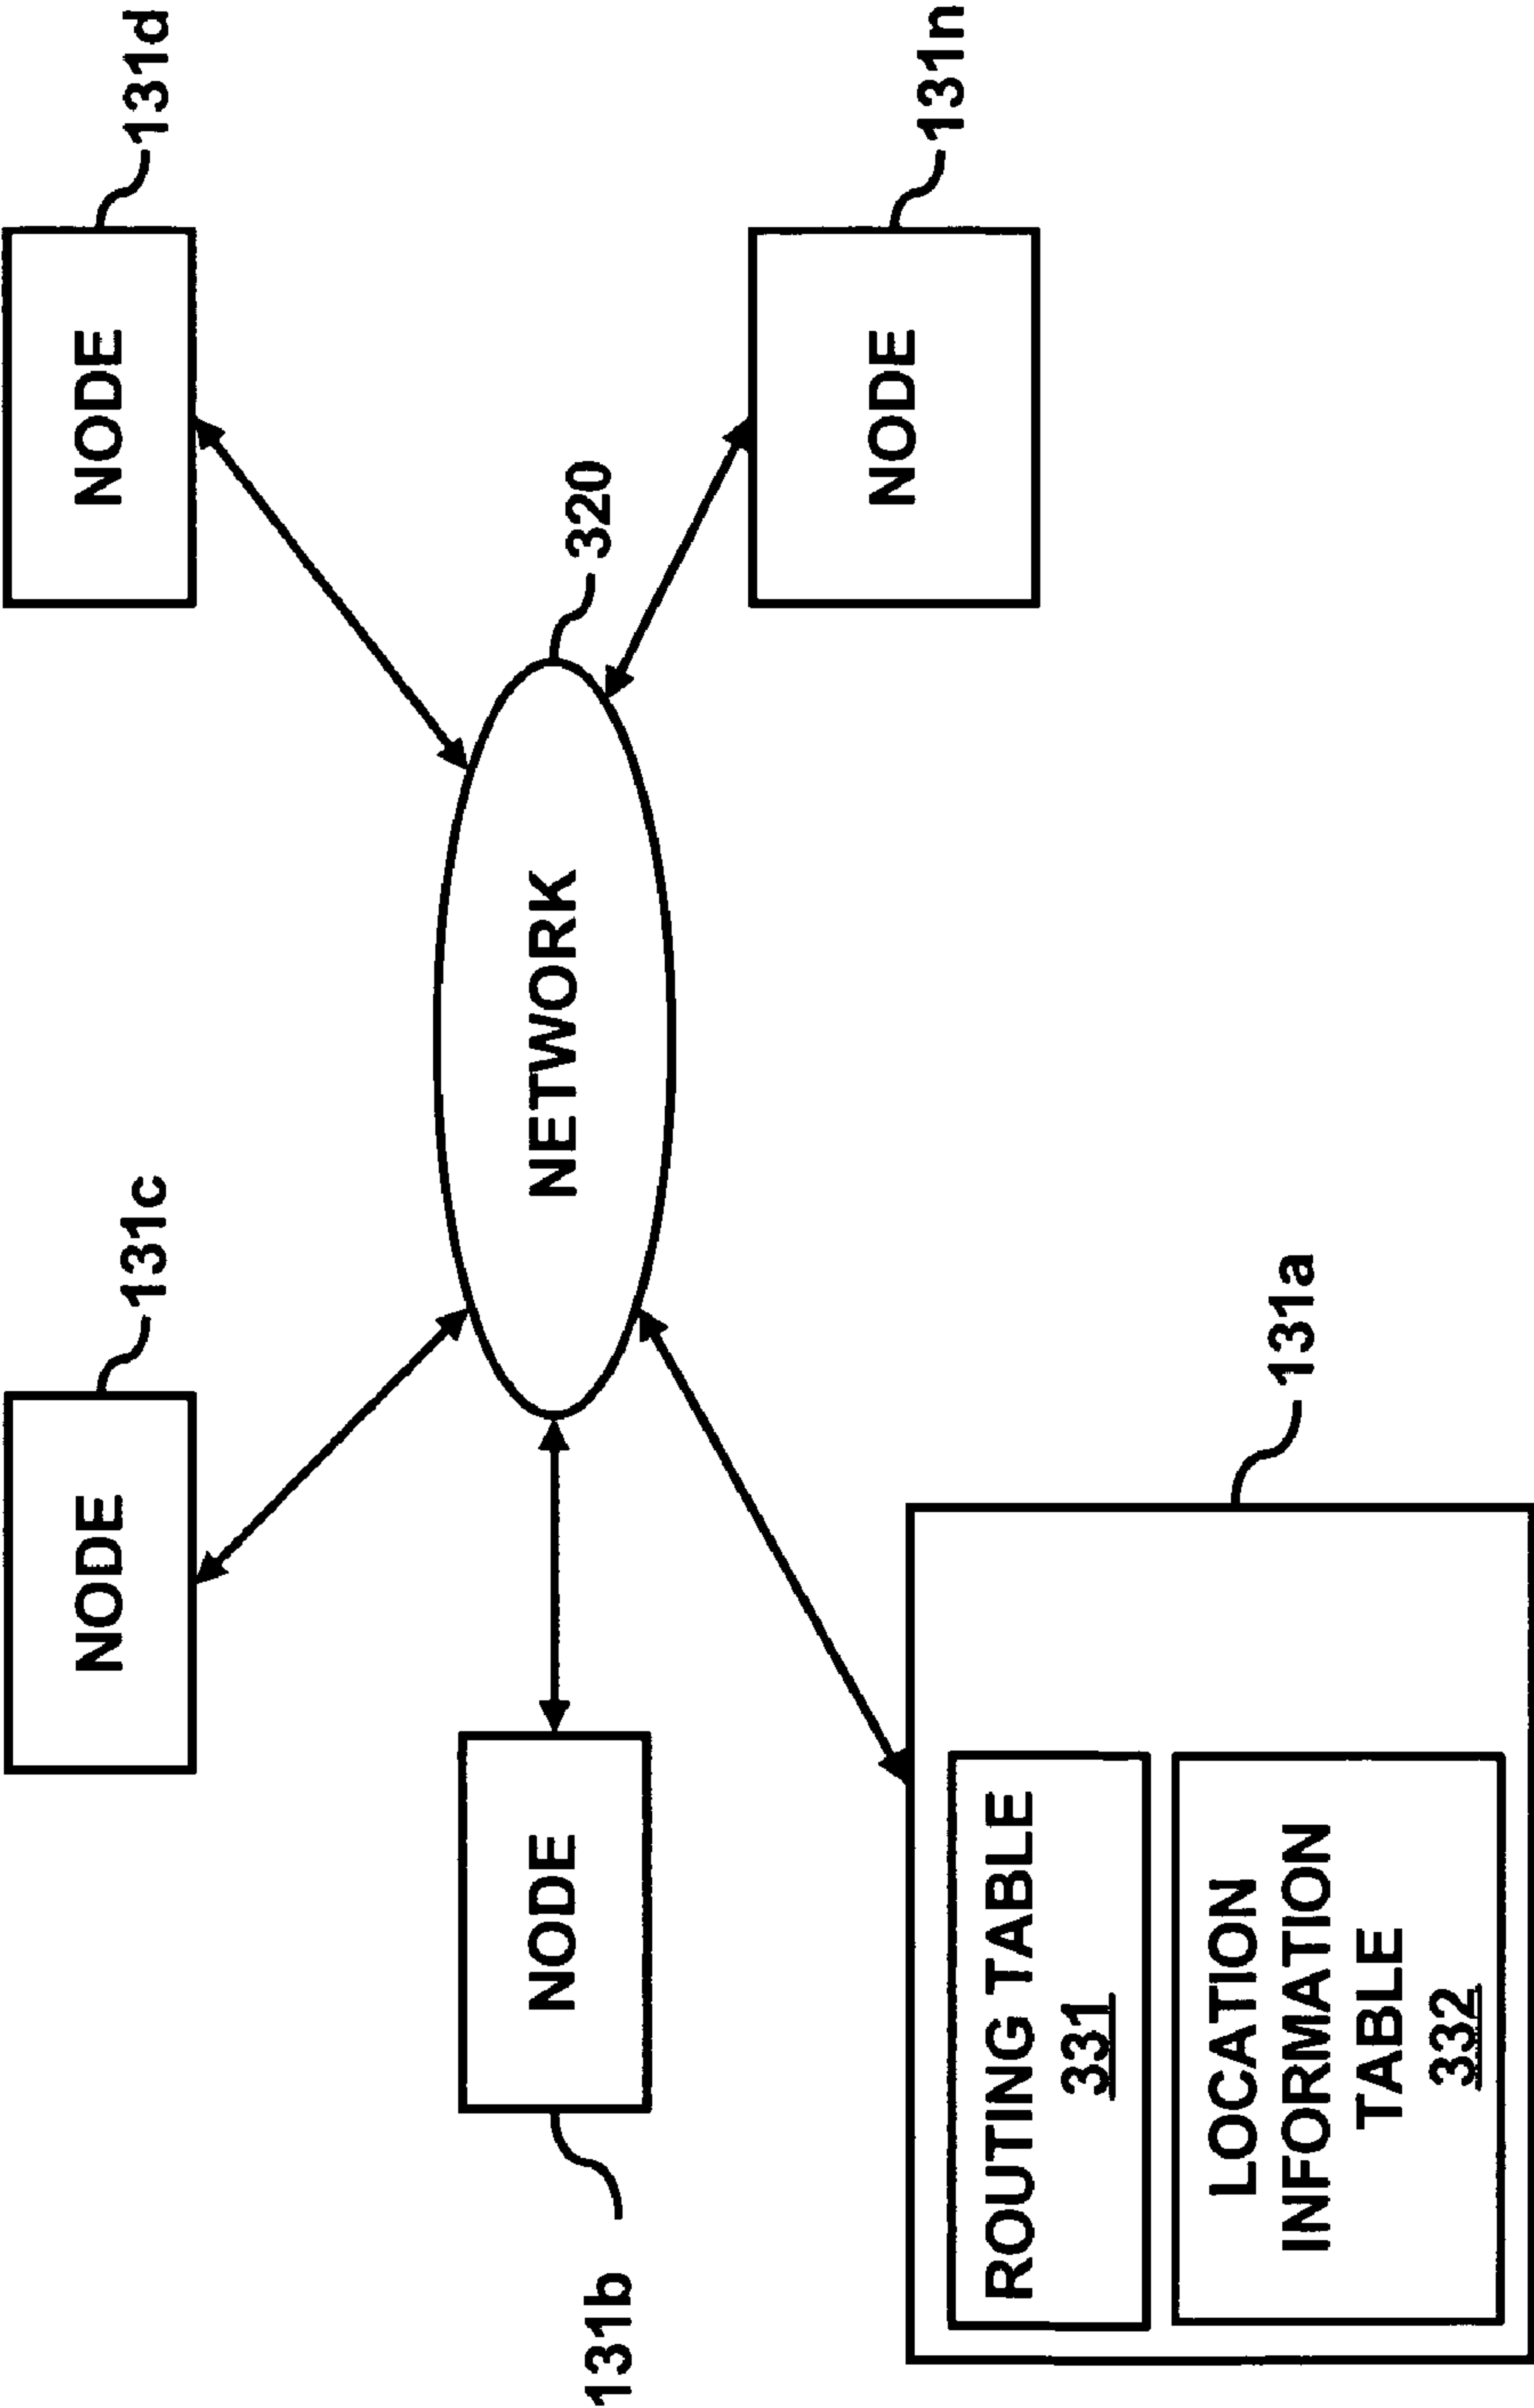 NODE
131c
NODE
131d
131b
NODE
NETWORK
320
131a
ROUTING TABLE
331
LOCATION
INFORMATION
TABLE
332
NODE
131n